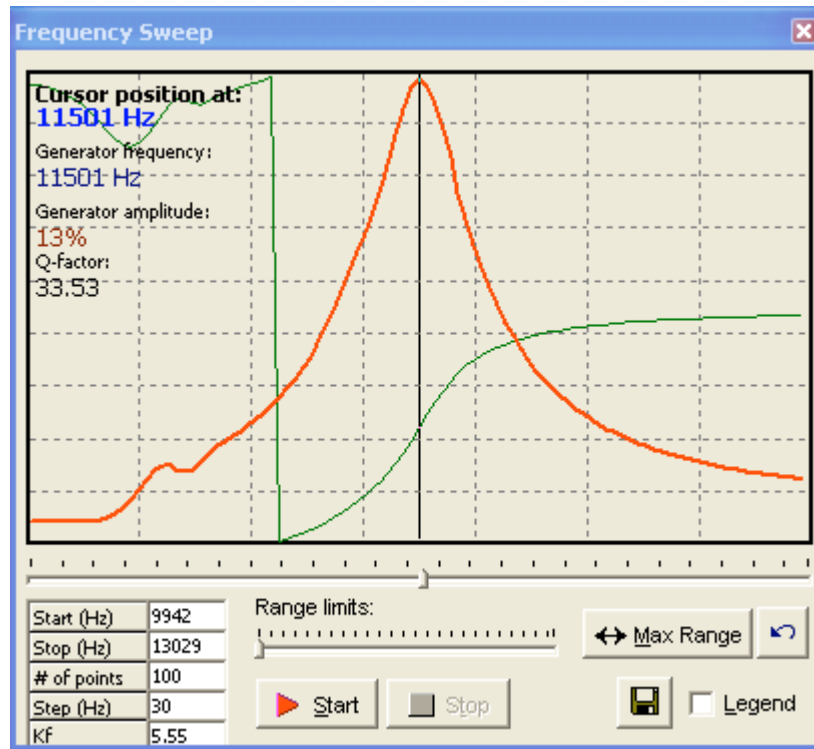 Frequency Sweep
Cursor position at:
11501 Hz
Generator frequency:
11501 Hz
Generator amplitude:
13%
Q-factor:
33.53
Start (Hz) 9942
Stop (Hz) 13029
# of points 100
Step (Hz) 30
Kf 5.55
Range limits:
Max Range
Start
Stop
Legend